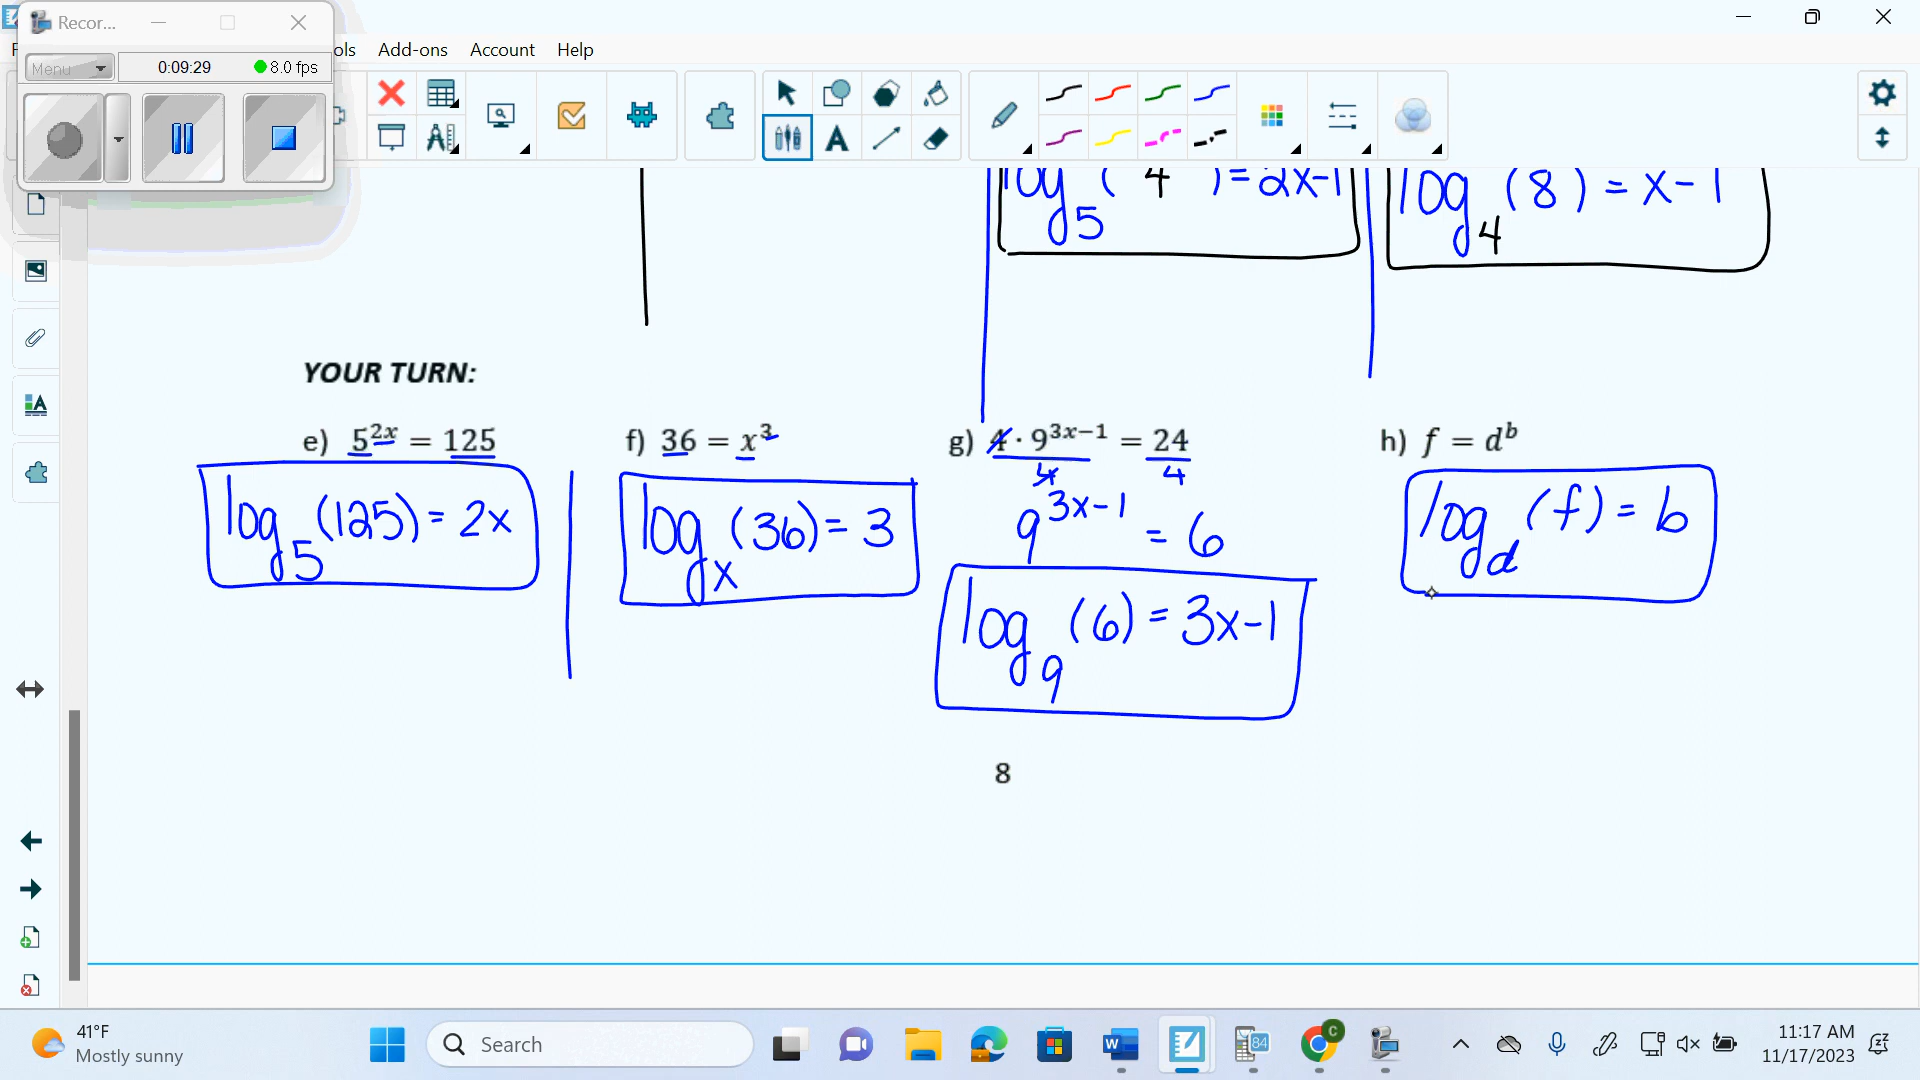 Recor...
ols Add-ons Account Help
Menu 0:09:29 8.0 fps
log₅( 4 )=2x-1
log₄(8) = x-1
YOUR TURN:
e) 5^{2x} = 125 f) 36 = x³ g) 4 · 9^{3x−1} = 24 h) f = d^b
4 4
log₅(125) = 2x
logₓ(36) = 3
9^{3x-1} = 6
log_d(f) = b
log₉(6) = 3x-1
8
41°F
Mostly sunny
Search
84
C
11:17 AM
11/17/2023